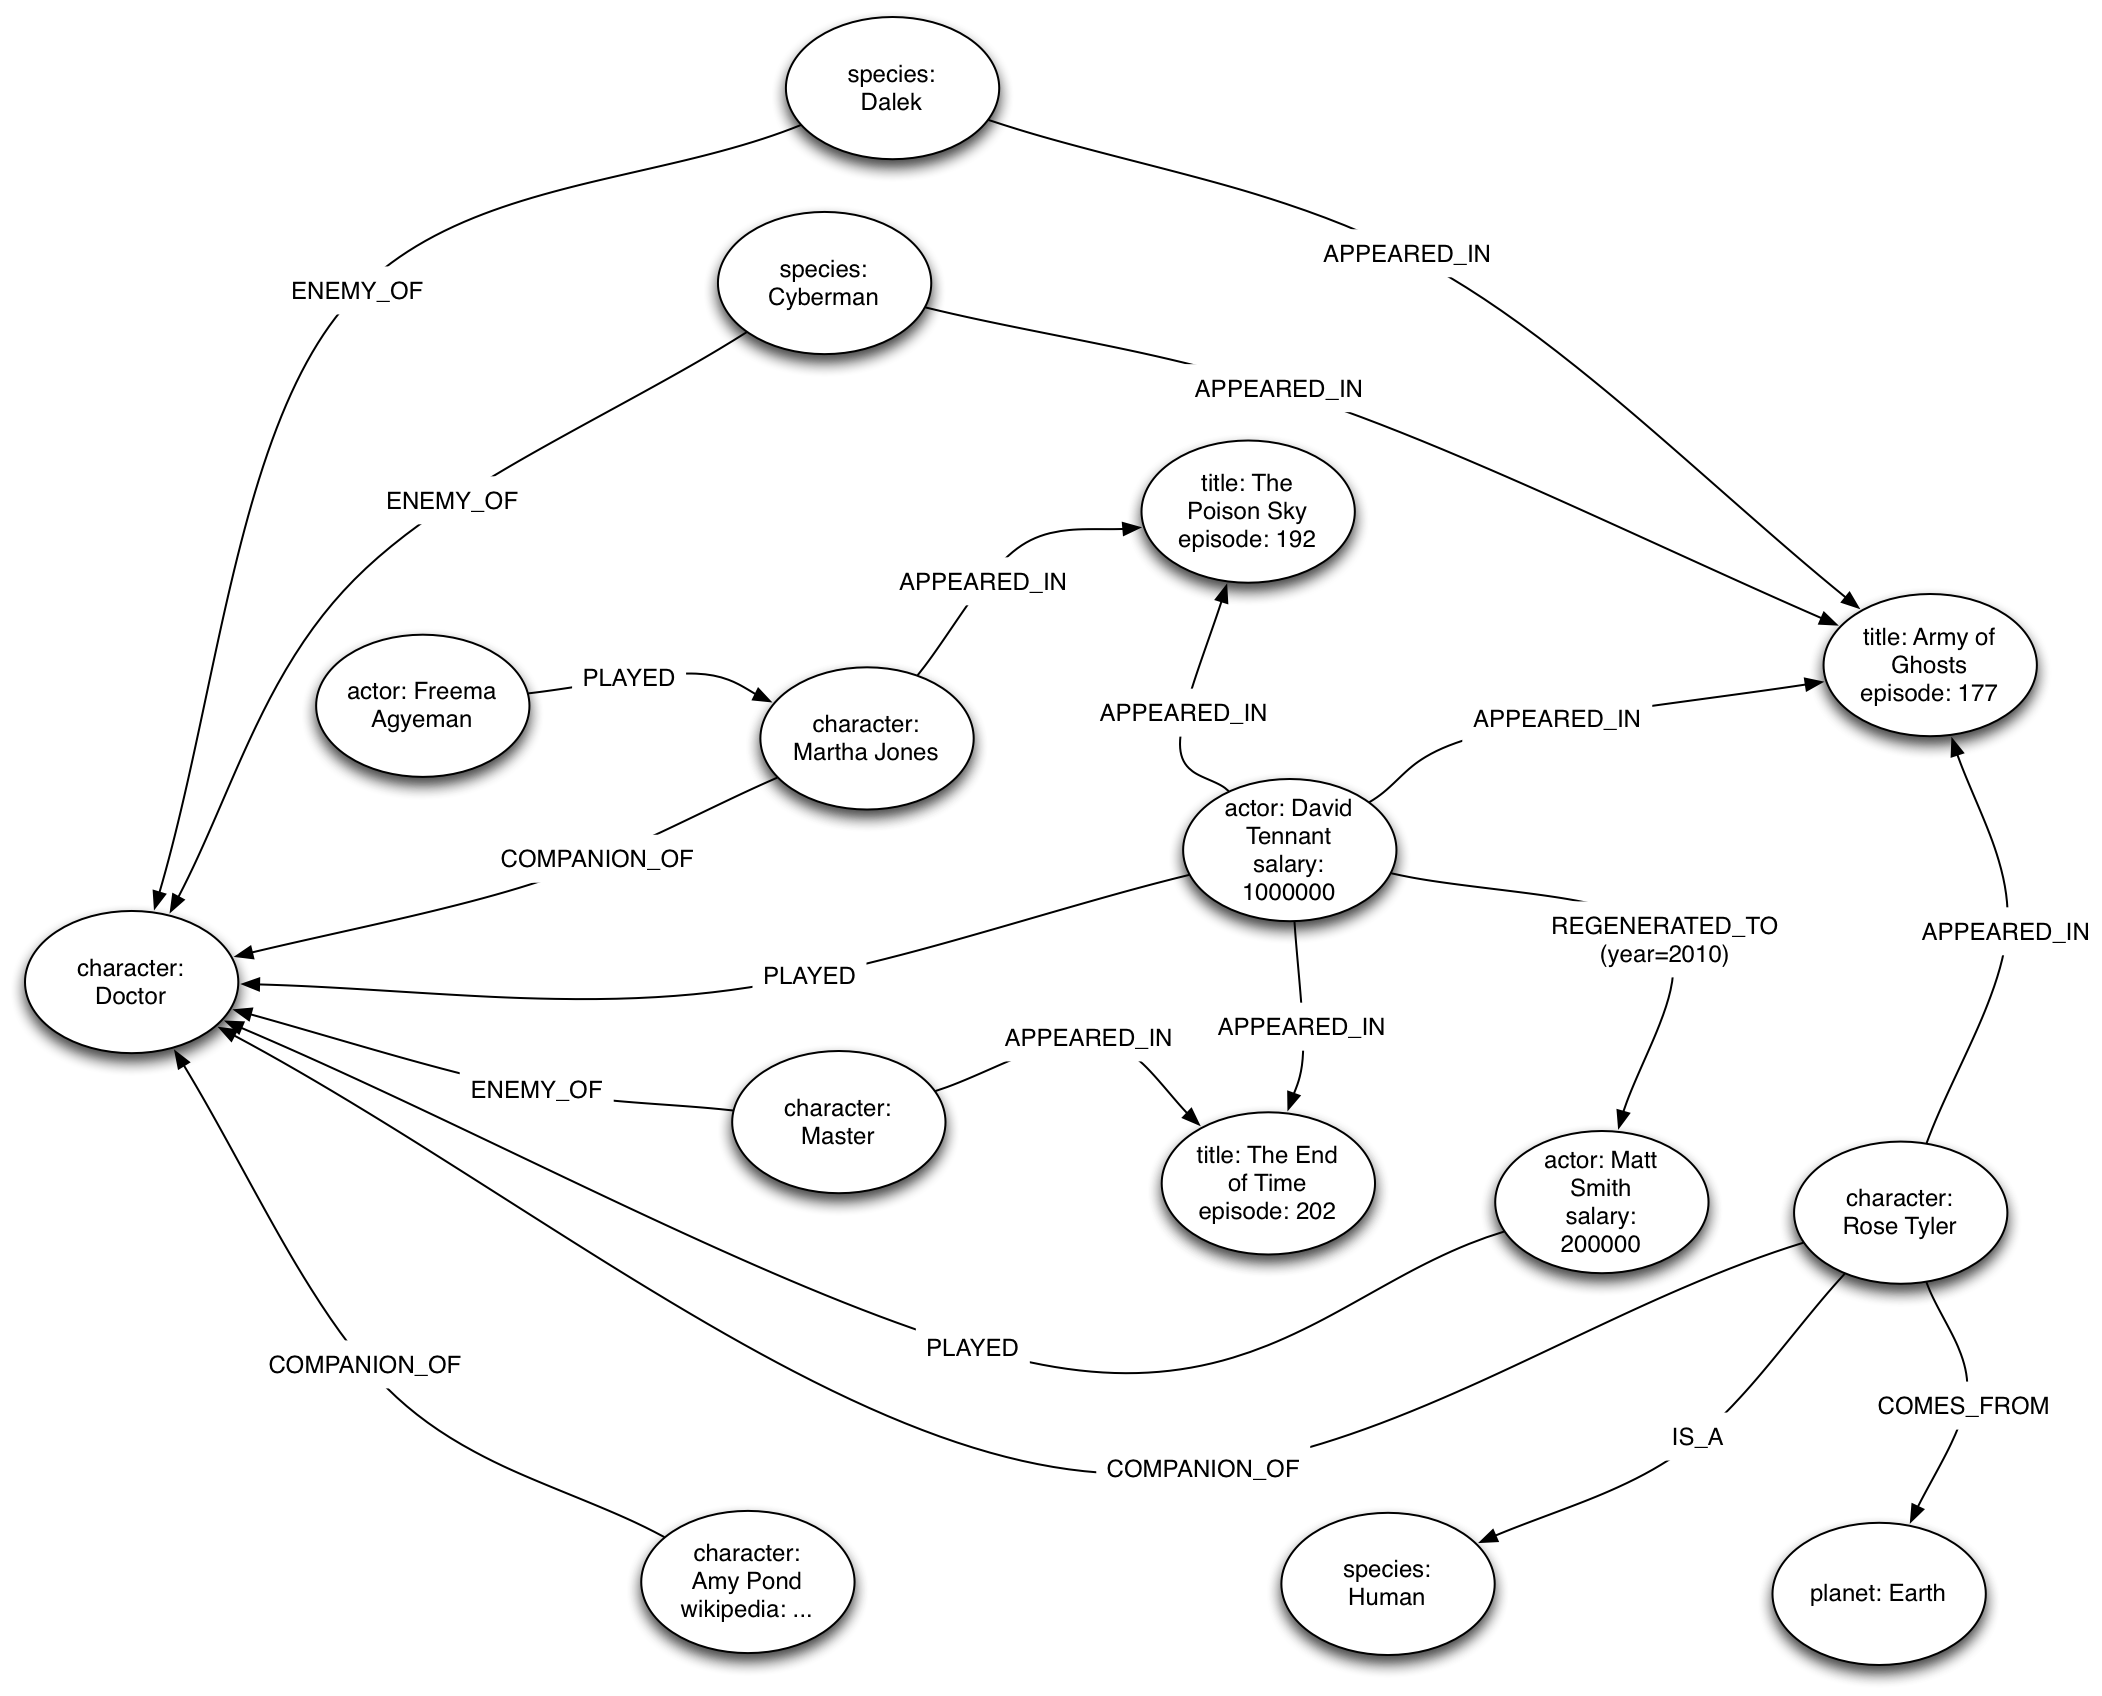 species:
Dalek
APPEARED_IN
ENEMY_OF
species:
Cyberman
APPEARED_IN
ENEMY_OF
title: The
Poison Sky
episode: 192
APPEARED_IN
title: Army of
Ghosts
episode: 177
actor: Freema
Agyeman
PLAYED
character:
Martha Jones
APPEARED_IN
APPEARED_IN
COMPANION_OF
actor: David
Tennant
salary:
1000000
REGENERATED_TO
(year=2010)
APPEARED_IN
character:
Doctor
PLAYED
APPEARED_IN
APPEARED_IN
ENEMY_OF
character:
Master
title: The End
of Time
episode: 202
actor: Matt
Smith
salary:
200000
character:
Rose Tyler
PLAYED
COMPANION_OF
COMES_FROM
IS_A
COMPANION_OF
character:
Amy Pond
wikipedia: ...
species:
Human
planet: Earth